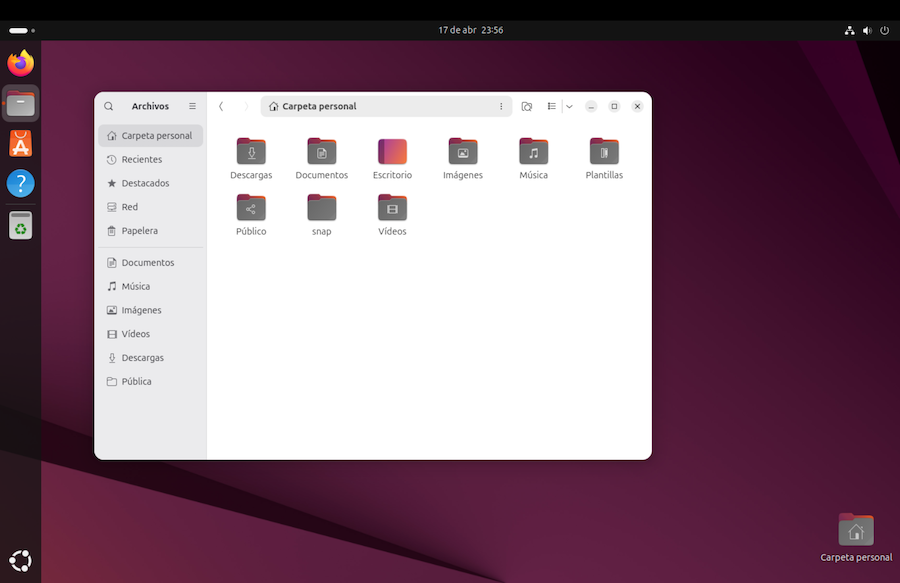 17 de abr 23:56
Archivos
Carpeta personal
Carpeta personal
Recientes
Destacados
Red
Papelera
Documentos
Música
Imágenes
Vídeos
Descargas
Pública
Descargas
Documentos
Escritorio
Imágenes
Música
Plantillas
Público
snap
Vídeos
Carpeta personal